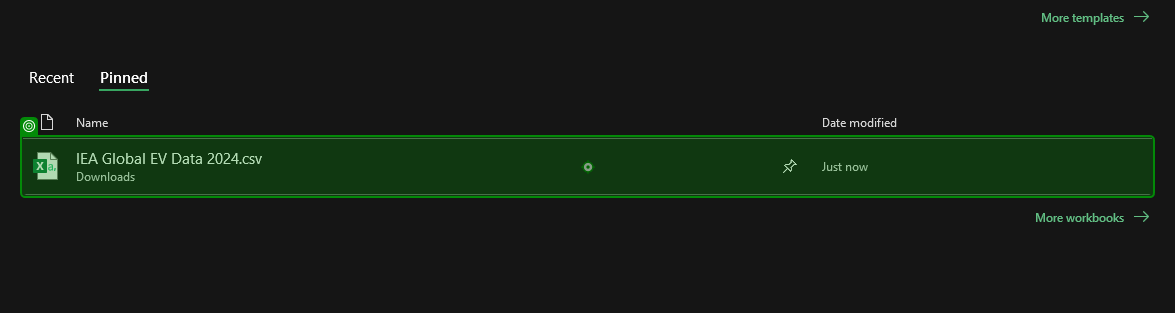 More templates
Recent
Pinned
Name
Date modified
IEA Global EV Data 2024.csv
Downloads
Just now
More workbooks